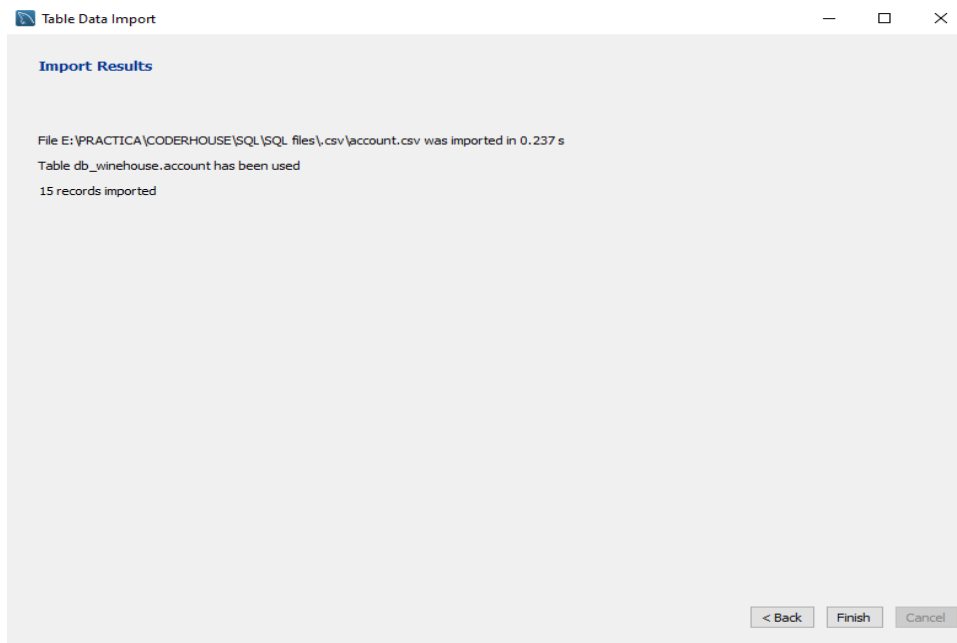 Table Data Import
Import Results
File E:\PRACTICA\CODERHOUSE\SQL\SQL files\.csv\account.csv was imported in 0.237 s
Table db_winehouse.account has been used
15 records imported
< Back Finish Cancel